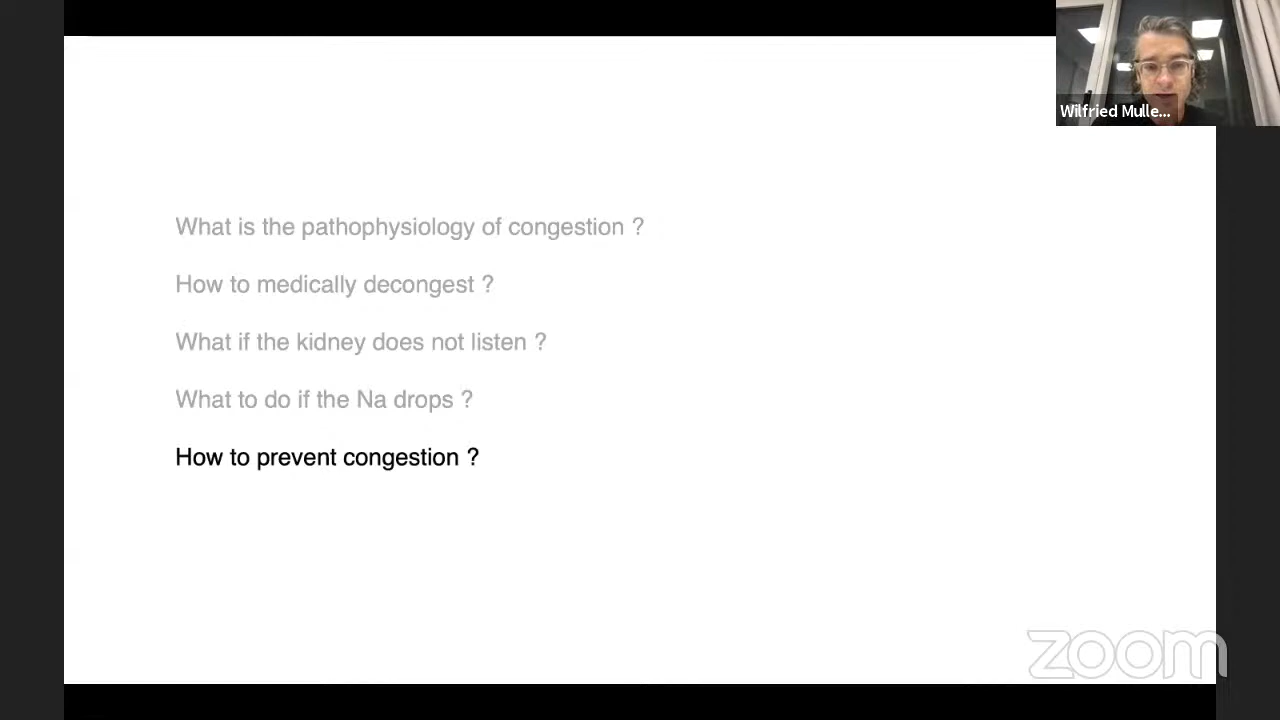 Wilfried Mulle...
What is the pathophysiology of congestion ?
How to medically decongest ?
What if the kidney does not listen ?
What to do if the Na drops ?
How to prevent congestion ?
zoom